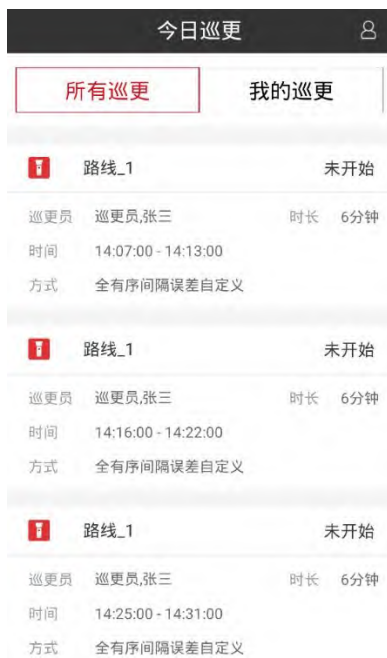 今日巡更
所有巡更 我的巡更
路线_1 未开始
巡更员 巡更员,张三 时长 6分钟
时间 14:07:00 - 14:13:00
方式 全有序间隔误差自定义
路线_1 未开始
巡更员 巡更员,张三 时长 6分钟
时间 14:16:00 - 14:22:00
方式 全有序间隔误差自定义
路线_1 未开始
巡更员 巡更员,张三 时长 6分钟
时间 14:25:00 - 14:31:00
方式 全有序间隔误差自定义